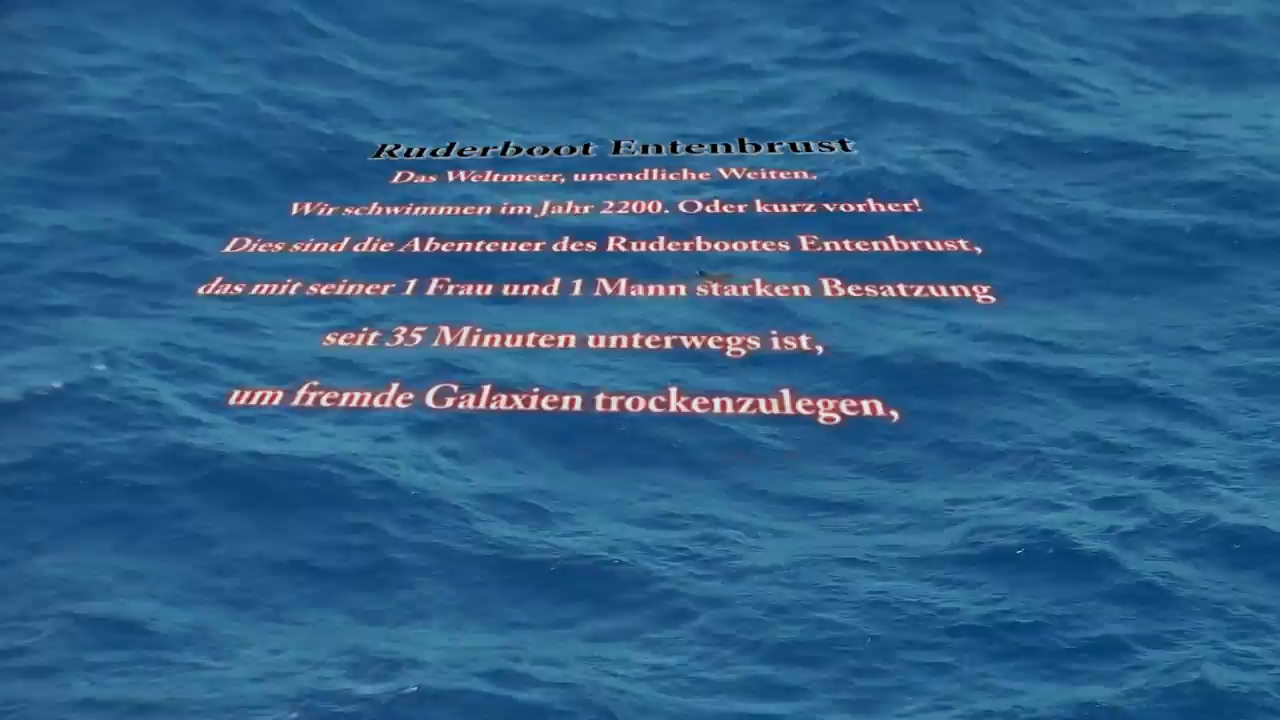 Ruderboot Entenbrust
Das Weltmeer, unendliche Weiten.
Wir schwimmen im Jahr 2200. Oder kurz vorher!
Dies sind die Abenteuer des Ruderbootes Entenbrust,
das mit seiner 1 Frau und 1 Mann starken Besatzung
seit 35 Minuten unterwegs ist,
um fremde Galaxien trockenzulegen,